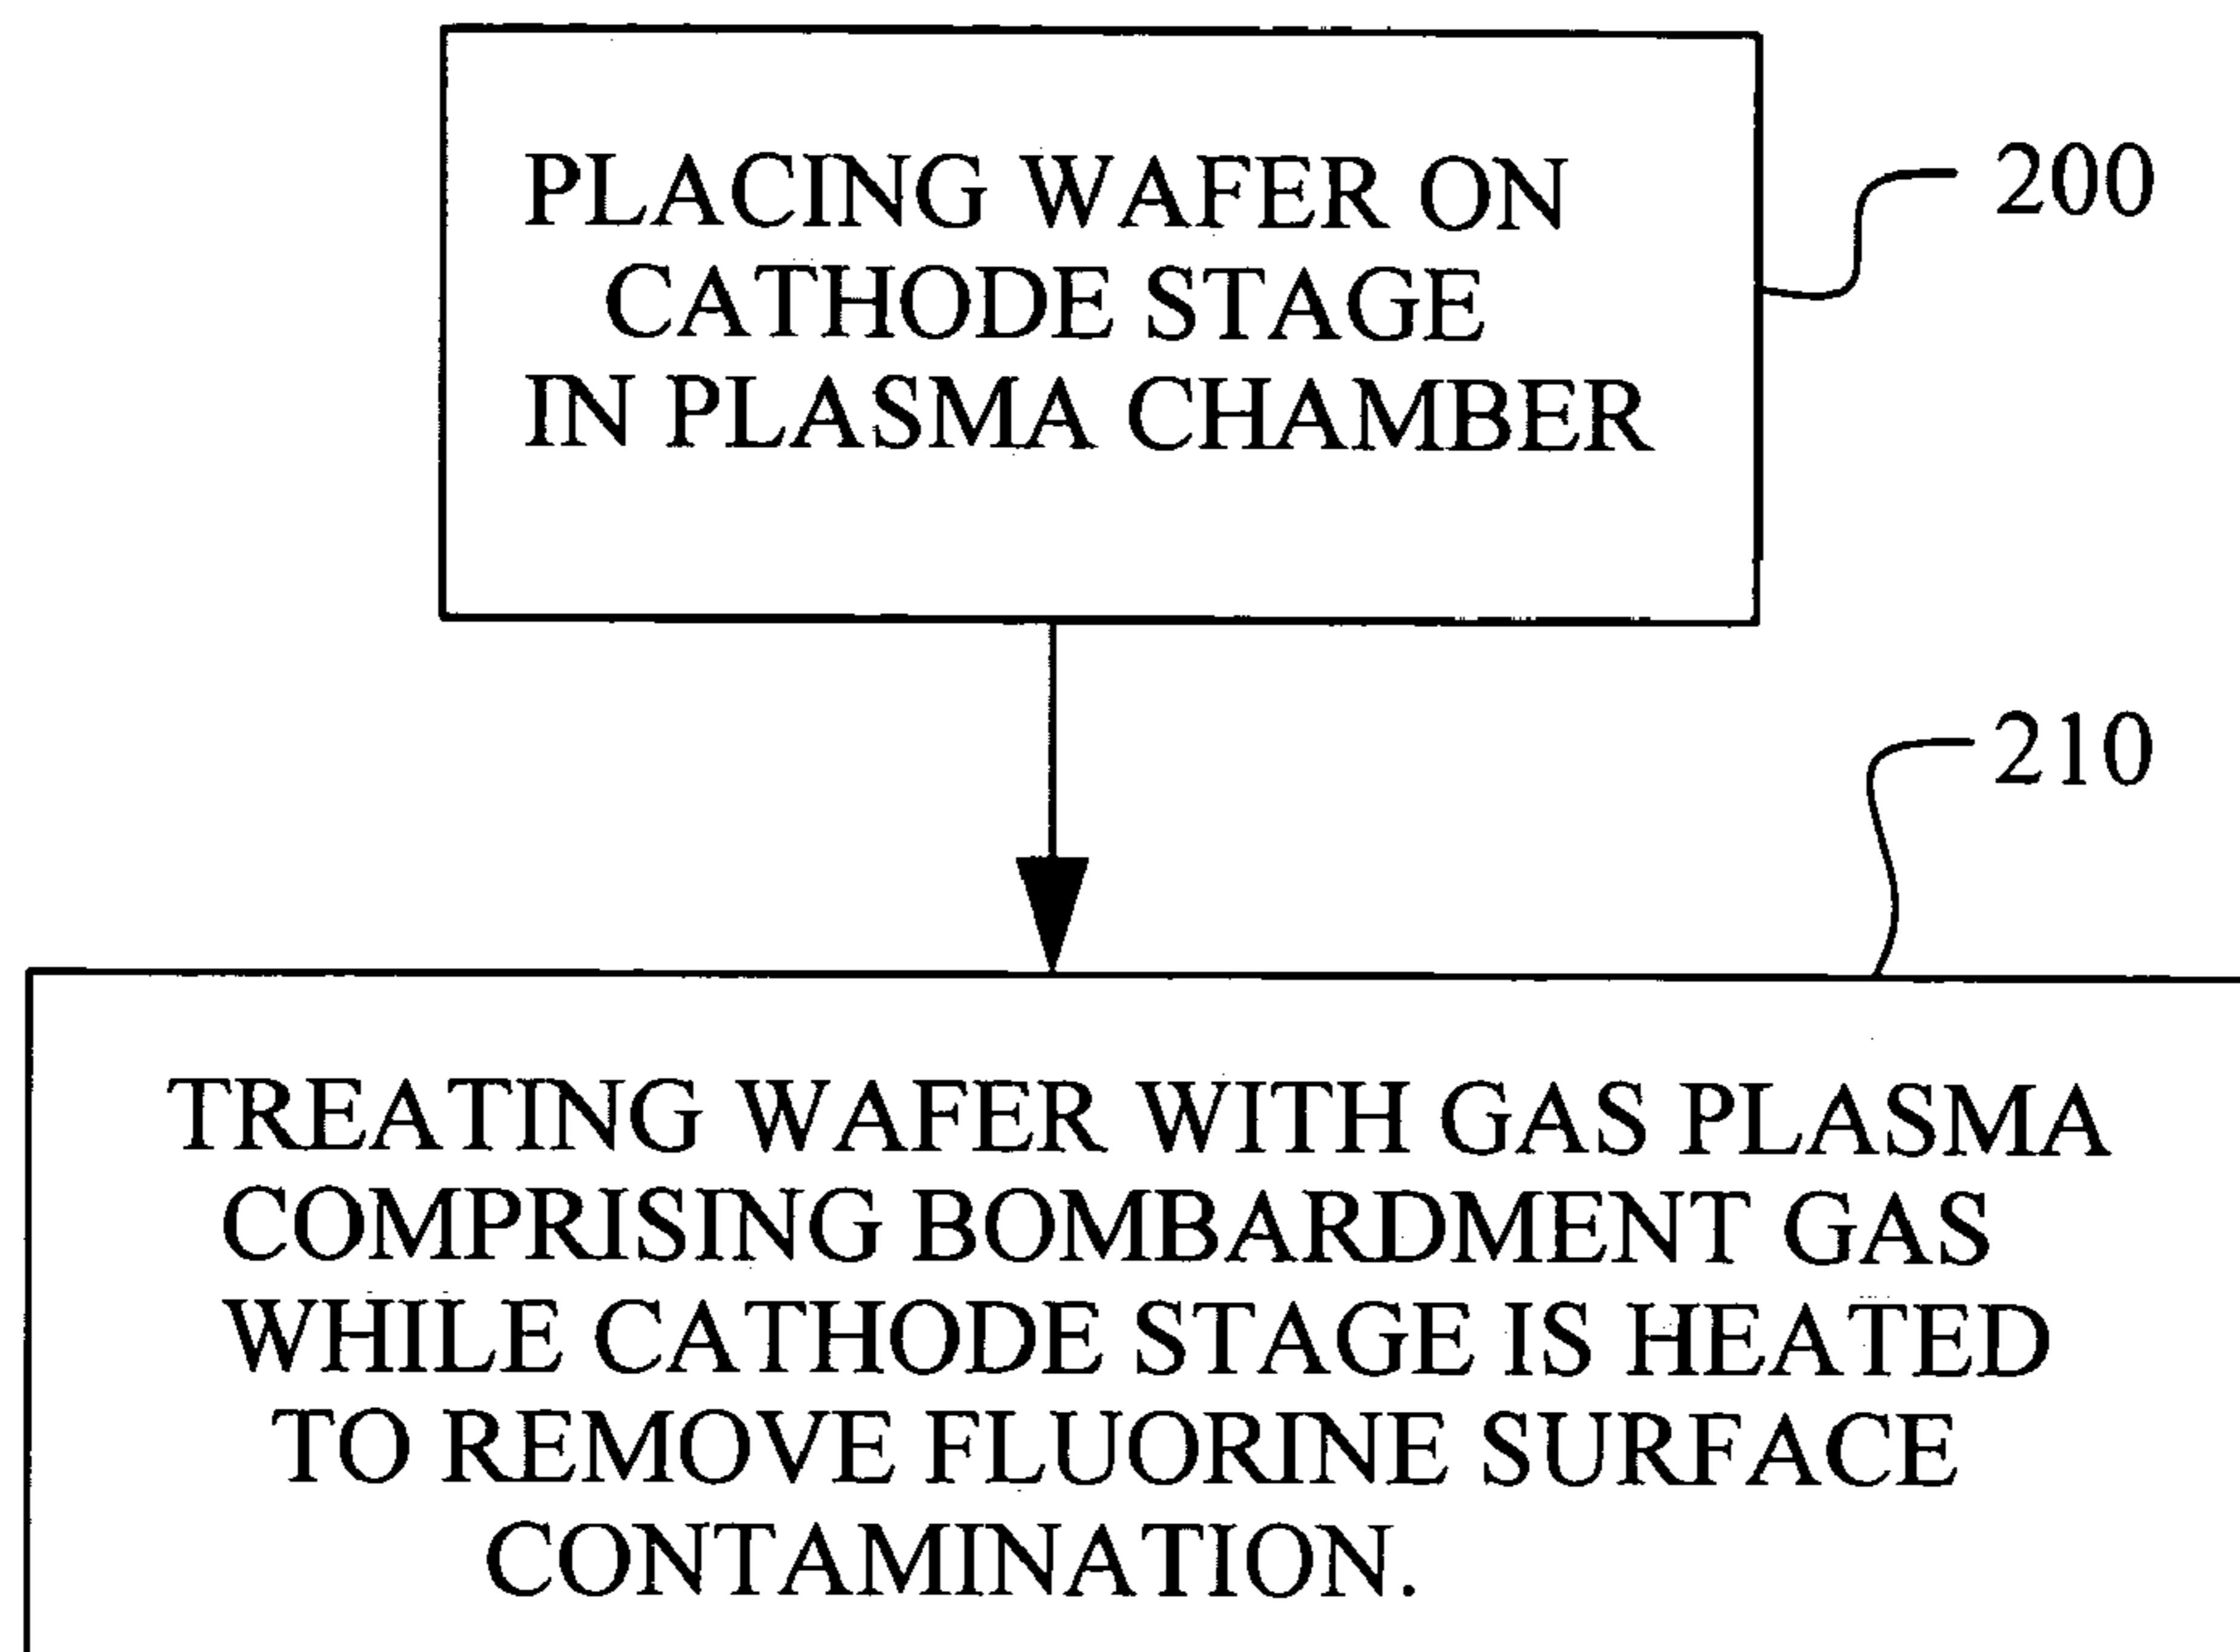 PLACING WAFER ON
CATHODE STAGE
IN PLASMA CHAMBER
200
210
TREATING WAFER WITH GAS PLASMA
COMPRISING BOMBARDMENT GAS
WHILE CATHODE STAGE IS HEATED
TO REMOVE FLUORINE SURFACE
CONTAMINATION.